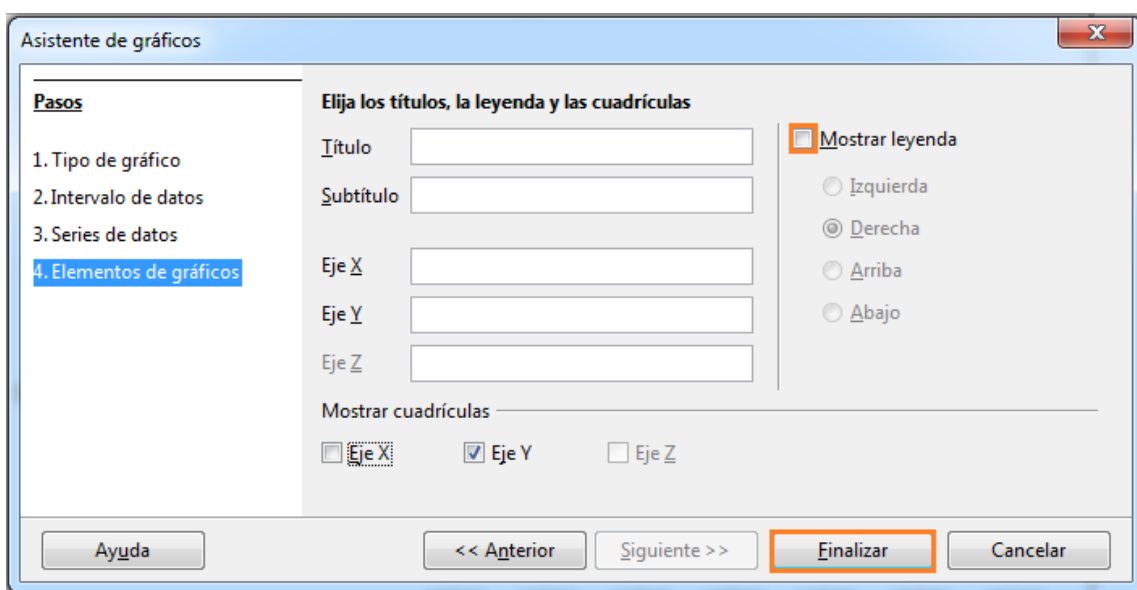 Asistente de gráficos
Pasos
1. Tipo de gráfico
2. Intervalo de datos
3. Series de datos
4. Elementos de gráficos
Elija los títulos, la leyenda y las cuadrículas
Título
Subtítulo
Eje X
Eje Y
Eje Z
Mostrar leyenda
Izquierda
Derecha
Arriba
Abajo
Mostrar cuadrículas
Eje X Eje Y Eje Z
Ayuda << Anterior Siguiente >> Finalizar Cancelar